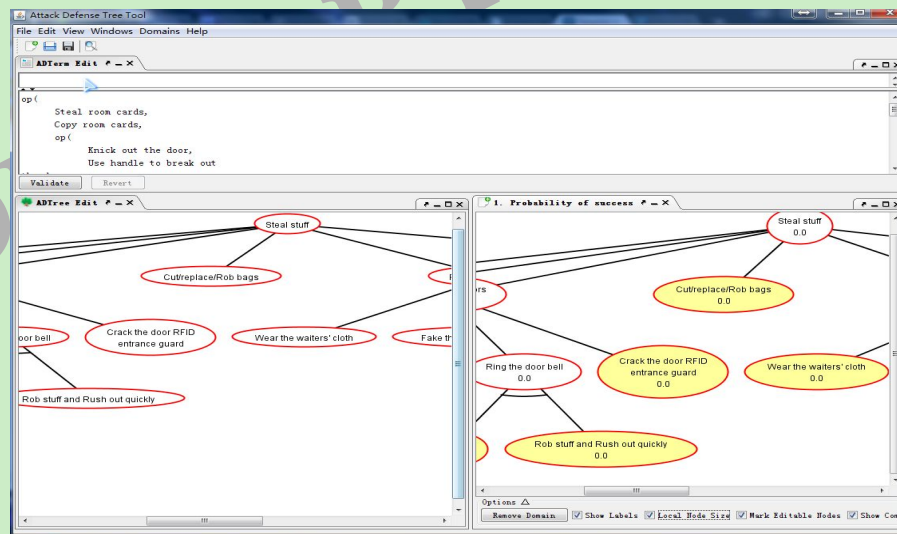 Attack Defense Tree Tool
File Edit View Windows Domains Help
ADTerm Edit
op(
Steal room cards,
Copy room cards,
op(
Knick out the door,
Use handle to break out
Validate Revert
ADTree Edit
Steal stuff
Cut/replace/Rob bags
oor bell
Crack the door RFID
entrance guard
Wear the waiters' cloth
Fake th
Rob stuff and Rush out quickly
1. Probability of success
Steal stuff
0.0
Cut/replace/Rob bags
0.0
ors
Ring the door bell
0.0
Crack the door RFID
entrance guard
0.0
Wear the waiters' cloth
0.0
Rob stuff and Rush out quickly
0.0
Options
Remove Domain Show Labels Local Node Size Mark Editable Nodes Show Com